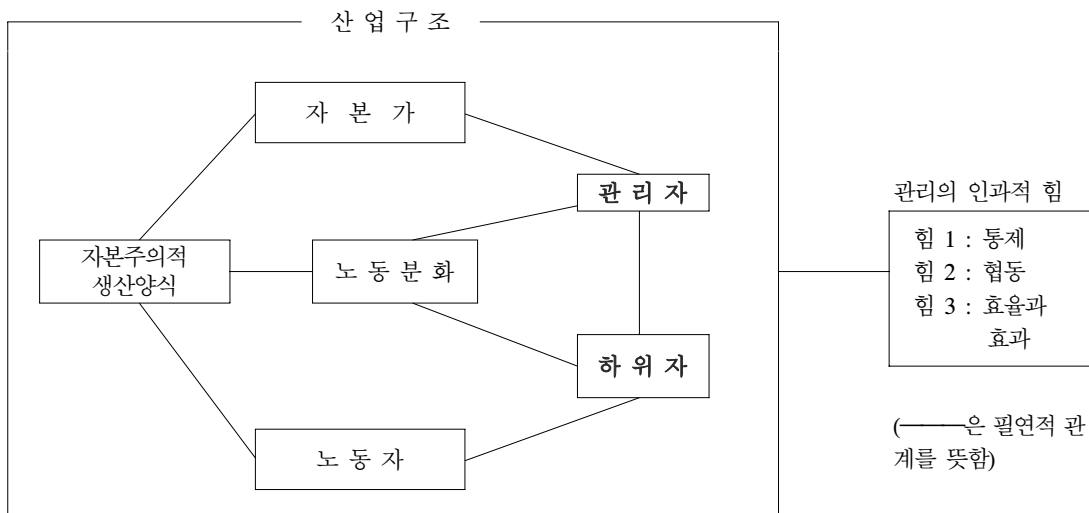 산 업 구 조
자 본 가
관 리 자
관리의 인과적 힘
힘 1 : 통제
힘 2 : 협동
힘 3 : 효율과
효과
자본주의적
생산양식
노 동 분 화
하 위 자
노 동 자
(———은 필연적 관
계를 뜻함)